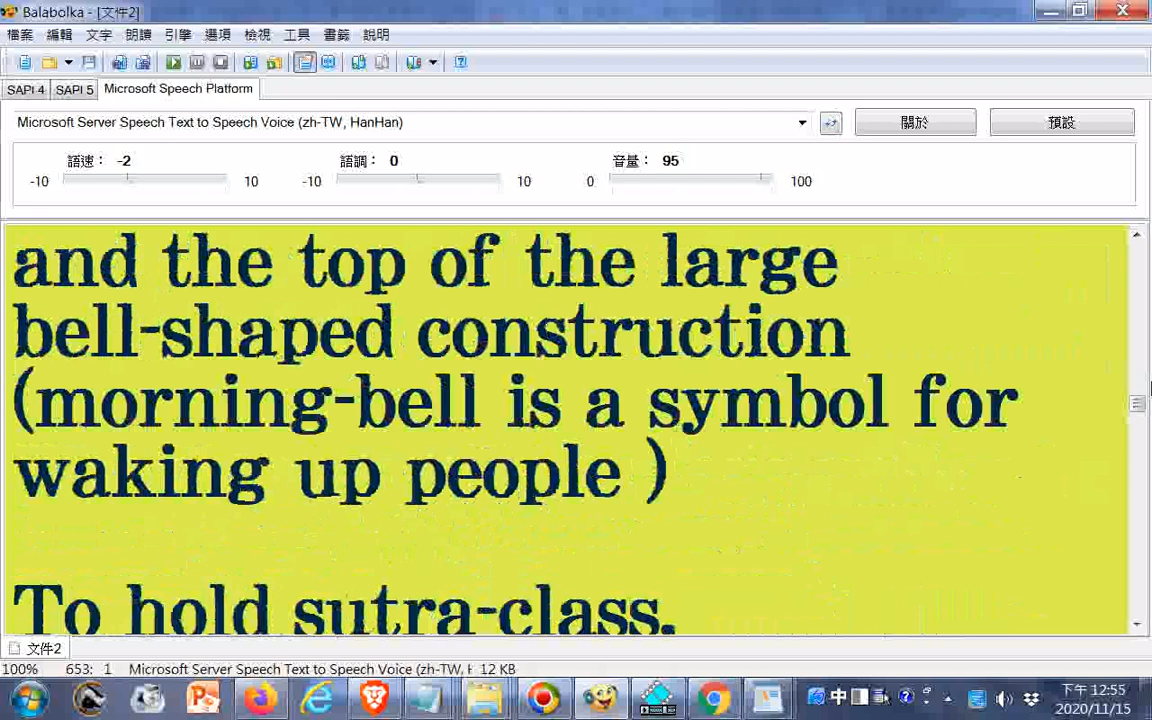 Balabolka - [文件2]
檔案 編輯 文字 朗讀 引擎 選項 檢視 工具 書籤 說明
SAPI 4 SAPI 5 Microsoft Speech Platform
Microsoft Server Speech Text to Speech Voice (zh-TW, HanHan) 關於 預設
語速： -2 語調： 0 音量： 95
-10 10 -10 10 0 100
and the top of the large
bell-shaped construction
(morning-bell is a symbol for
waking up people )
To hold sutra-class.
文件2
100% 653: 1 Microsoft Server Speech Text to Speech Voice (zh-TW, H 12 KB
中 下午 12:55
2020/11/15